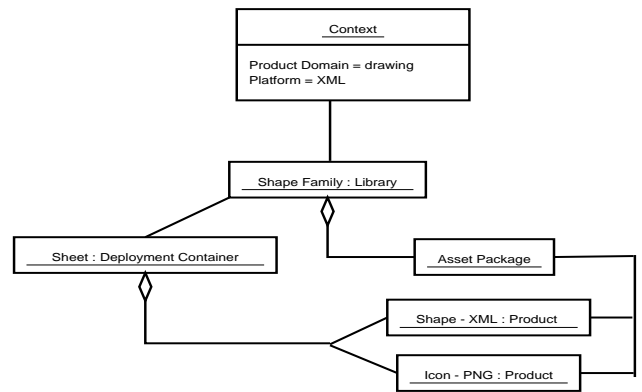 Context
Product Domain = drawing
Platform = XML
Shape Family : Library
Sheet : Deployment Container
Asset Package
Shape - XML : Product
Icon - PNG : Product